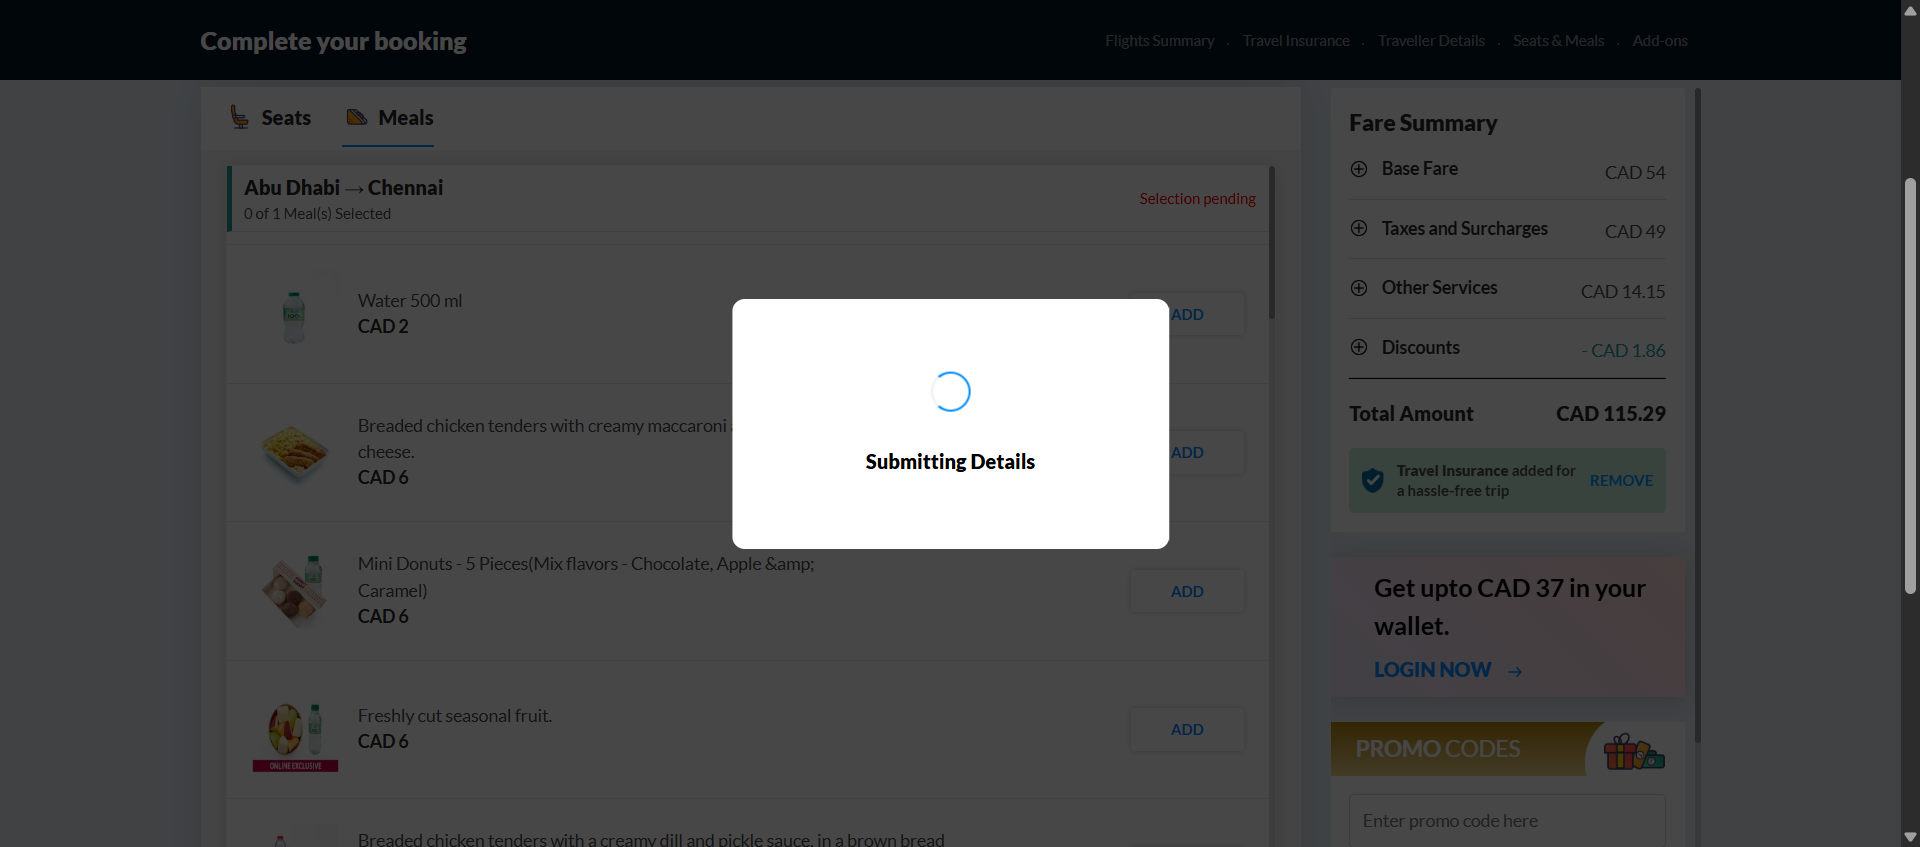 Complete your booking
Flights Summary . Travel Insurance . Traveller Details . Seats & Meals . Add-ons
Seats
Meals
Abu Dhabi → Chennai
0 of 1 Meal(s) Selected
Selection pending
Water 500 ml
CAD 2
ADD
Breaded chicken tenders with creamy maccaroni
cheese.
CAD 6
ADD
Mini Donuts - 5 Pieces(Mix flavors - Chocolate, Apple &amp;
Caramel)
CAD 6
ADD
Freshly cut seasonal fruit.
CAD 6
ADD
ONLINE EXCLUSIVE
Breaded chicken tenders with a creamy dill and pickle sauce, in a brown bread
Submitting Details
Fare Summary
Base Fare
CAD 54
Taxes and Surcharges
CAD 49
Other Services
CAD 14.15
Discounts
- CAD 1.86
Total Amount
CAD 115.29
Travel Insurance added for
a hassle-free trip
REMOVE
Get upto CAD 37 in your
wallet.
LOGIN NOW →
PROMO CODES
Enter promo code here